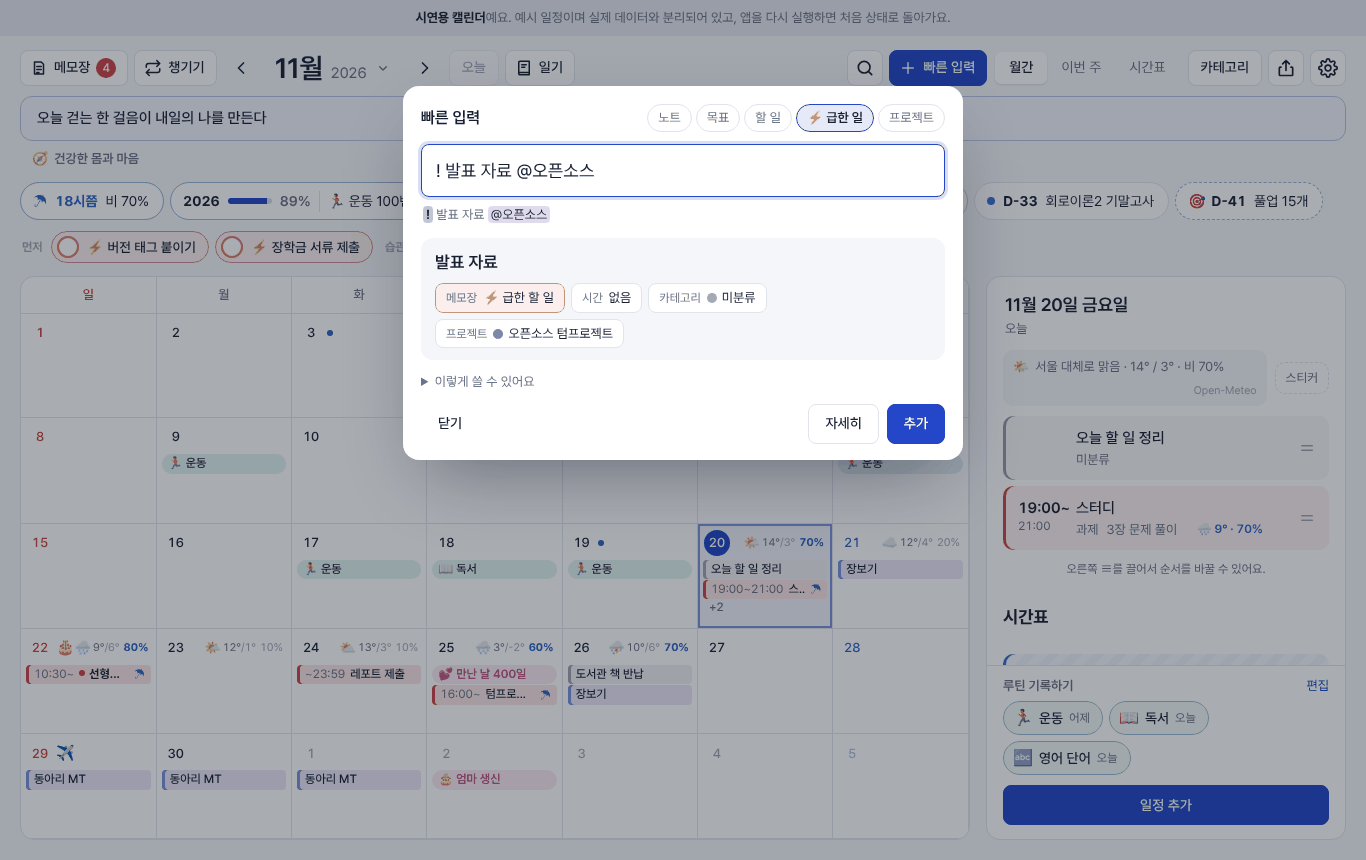 시연용 캘린더예요. 예시 일정이며 실제 데이터와 분리되어 있고, 앱을 다시 실행하면 처음 상태로 돌아가요.
메모장 4 챙기기 11월 2026 오늘 일기 빠른 입력 월간 이번 주 시간표 카테고리
오늘 걷는 한 걸음이 내일의 나를 만든다
건강한 몸과 마음
18시쯤 비 70% 2026 89% 운동 D-33 회로이론2 기말고사 D-41 풀업 15개
먼저 버전 태그 붙이기 장학금 서류 제출
빠른 입력 노트 목표 할 일 급한 일 프로젝트
! 발표 자료 @오픈소스
! 발표 자료 @오픈소스
발표 자료
메모장 급한 할 일 시간 없음 카테고리 미분류
프로젝트 오픈소스 텀프로젝트
이렇게 쓸 수 있어요
닫기 자세히 추가
일 월 화
1 2 3
8 9 10
운동 운동
15 16 17 18 19 20 14°/3° 70% 21 12°/4° 20%
운동 독서 운동 오늘 할 일 정리 장보기
19:00~21:00 스..
+2
22 9°/6° 80% 23 12°/1° 10% 24 13°/3° 10% 25 3°/-2° 60% 26 10°/6° 70% 27 28
10:30~ 선형... ~23:59 레포트 제출 만난 날 400일 도서관 책 반납
16:00~ 텀프로... 장보기
29 30 1 2 3 4 5
동아리 MT 동아리 MT 동아리 MT 엄마 생신
11월 20일 금요일
오늘
서울 대체로 맑음 · 14° / 3° · 비 70%
Open-Meteo
스티커
오늘 할 일 정리
미분류
19:00~ 스터디
21:00 과제 3장 문제 풀이 9° · 70%
오른쪽 ≡를 끌어서 순서를 바꿀 수 있어요.
시간표
루틴 기록하기 편집
운동 어제 독서 오늘
abc 영어 단어 오늘
일정 추가